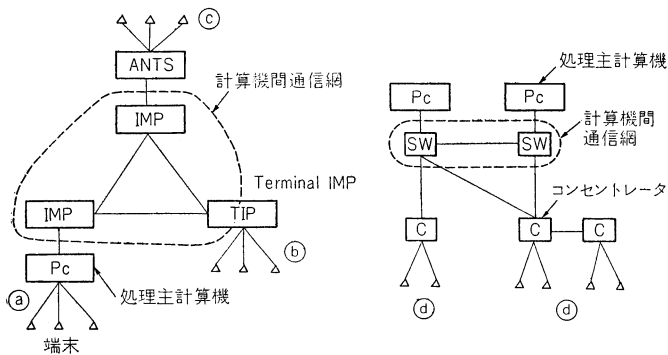 ⓒ
ANTS
計算機間通信網
IMP
Terminal IMP
IMP
TIP
ⓑ
Pc
ⓐ
処理主計算機
端末
処理主計算機
Pc
Pc
計算機間
通信網
SW
SW
コンセントレータ
C
C
C
ⓓ
ⓓ